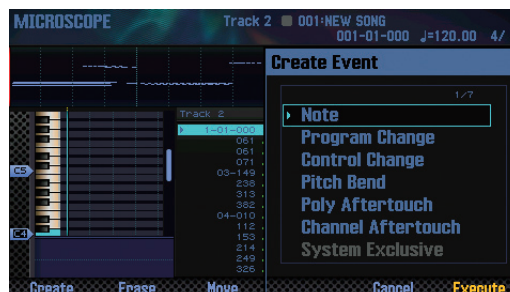 MICROSCOPE
Track 2 001:NEW SONG
001-01-000 ♩=120.00 4/
Create Event
1/7
Note
Program Change
Control Change
Pitch Bend
Poly Aftertouch
Channel Aftertouch
System Exclusive
Track 2
1-01-000
061
061
071
03-149
238
313
382
04-010
112
153
214
249
326
C5
C4
Create Erase Move Cancel Execute